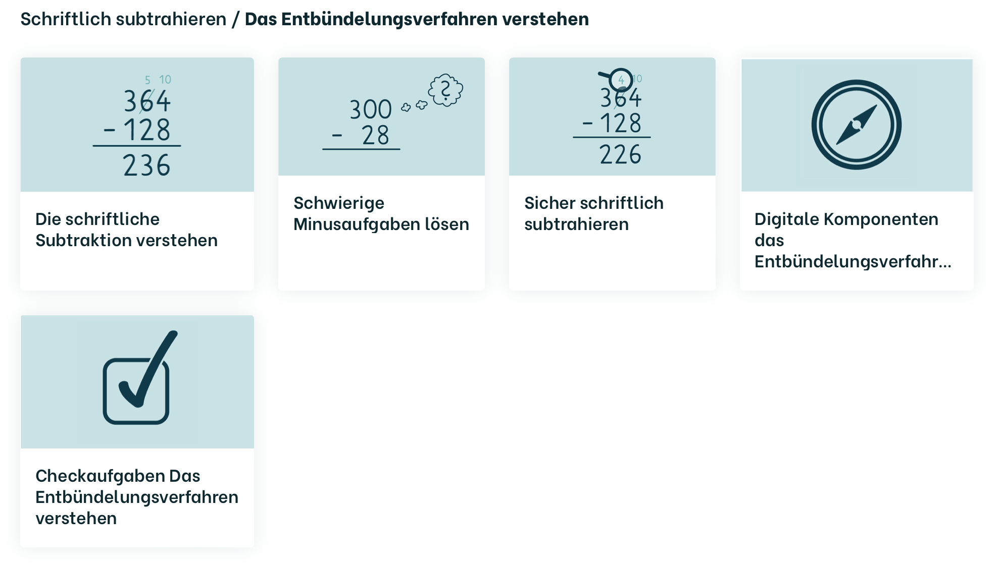 Schriftlich subtrahieren / Das Entbündelungsverfahren verstehen
5 10
364
- 128
236
Die schriftliche
Subtraktion verstehen
?
300
- 28
Schwierige
Minusaufgaben lösen
4 10
364
- 128
226
Sicher schriftlich
subtrahieren
Digitale Komponenten
das
Entbündelungsverfahr...
Checkaufgaben Das
Entbündelungsverfahren
verstehen